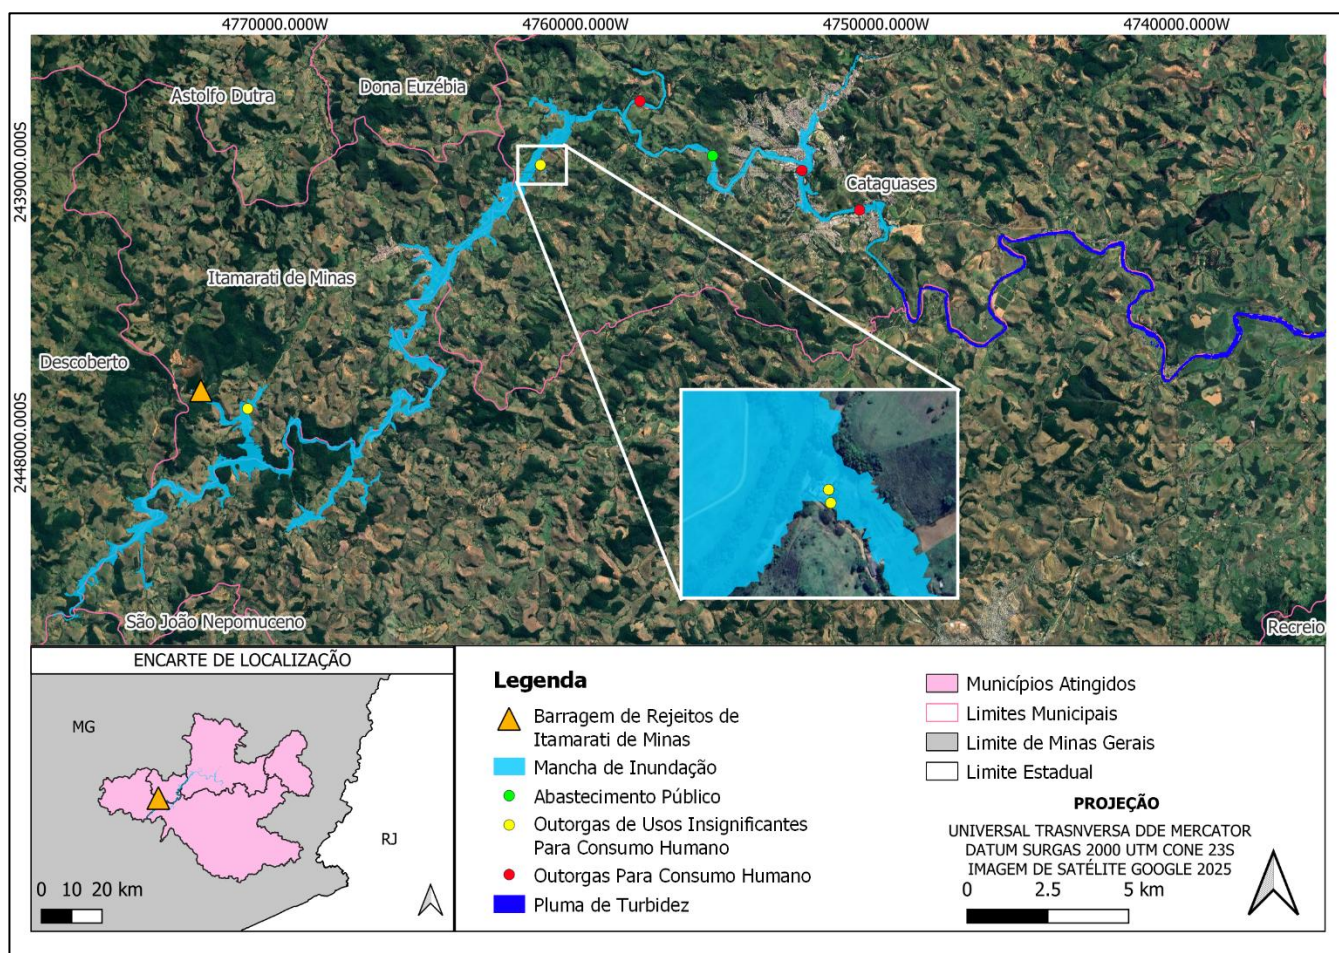 4770000.000W
4760000.000W
4750000.000W
4740000.000W
2439000.000S
2448000.000S
Dona Euzébia
Astolfo Dutra
Cataguases
Itamarati de Minas
Descoberto
São João Nepomuceno
Recreio
ENCARTE DE LOCALIZAÇÃO
MG
RJ
0 10 20 km
Legenda
Barragem de Rejeitos de
Itamarati de Minas
Mancha de Inundação
Abastecimento Público
Outorgas de Usos Insignificantes
Para Consumo Humano
Outorgas Para Consumo Humano
Pluma de Turbidez
Municípios Atingidos
Limites Municipais
Limite de Minas Gerais
Limite Estadual
PROJEÇÃO
UNIVERSAL TRASNVERSA DDE MERCATOR
DATUM SURGAS 2000 UTM CONE 23S
IMAGEM DE SATÉLITE GOOGLE 2025
0 2.5 5 km